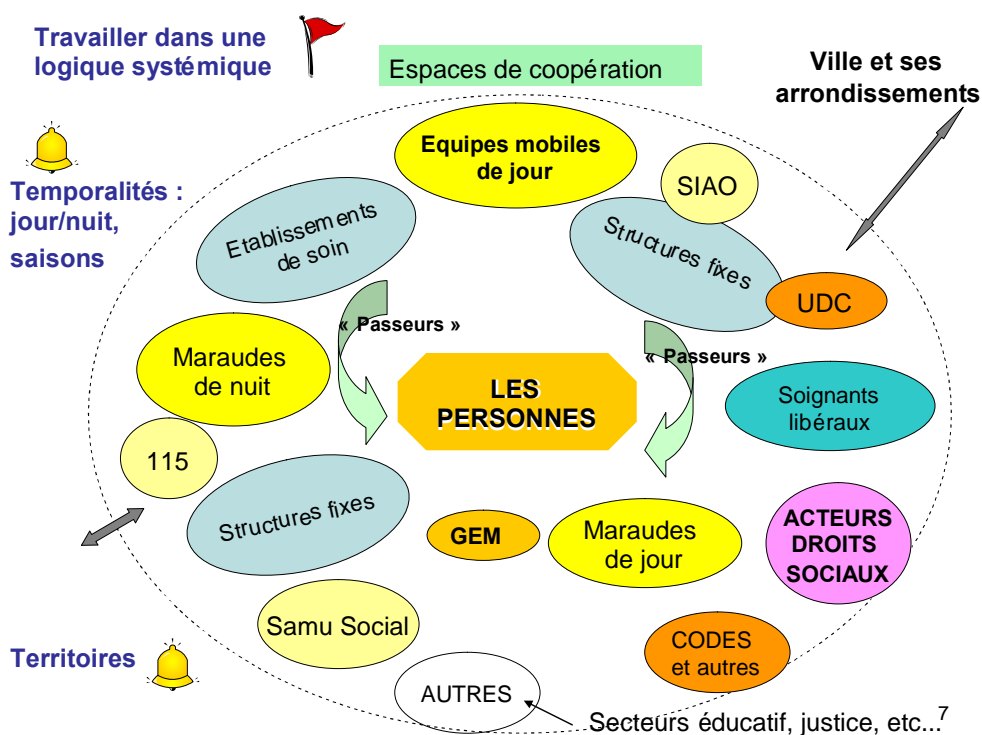 Travailler dans une
logique systémique
Espaces de coopération
Ville et ses
arrondissements
Equipes mobiles
de jour
SIAO
Temporalités :
jour/nuit,
saisons
Etablissements
de soin
Structures fixes
UDC
« Passeurs »
« Passeurs »
Maraudes
de nuit
LES
PERSONNES
Soignants
libéraux
115
Structures fixes
GEM
Maraudes
de jour
ACTEURS
DROITS
SOCIAUX
Samu Social
CODES
et autres
Territoires
AUTRES
Secteurs éducatif, justice, etc...
7